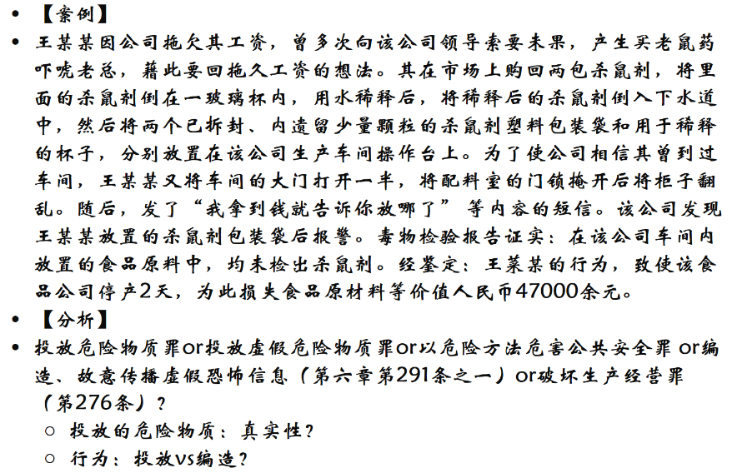 • 【案例】
• 王某某因公司拖欠其工资，曾多次向该公司领导索要未果，产生买老鼠药
吓唬老总，藉此要回拖久工资的想法。其在市场上购回两包杀鼠剂，将里
面的杀鼠剂倒在一玻璃杯内，用水稀释后，将稀释后的杀鼠剂倒入下水道
中，然后将两个已拆封、内遗留少量颗粒的杀鼠剂塑料包装袋和用于稀释
的杯子，分别放置在该公司生产车间操作台上。为了使公司相信其曾到过
车间，王某某又将车间的大门打开一半，将配料室的门锁掩开后将柜子翻
乱。随后，发了“我拿到钱就告诉你放哪了”等内容的短信。该公司发现
王某某放置的杀鼠剂包装袋后报警。毒物检验报告证实：在该公司车间内
放置的食品原料中，均未检出杀鼠剂。经鉴定：王菜某的行为，致使该食
品公司停产2天，为此损失食品原材料等价值人民币47000余元。
• 【分析】
• 投放危险物质罪or投放虚假危险物质罪or以危险方法危害公共安全罪 or编
造、故意传播虚假恐怖信息（第六章第291条之一）or破坏生产经营罪
（第276条）？
○ 投放的危险物质：真实性？
○ 行为：投放vs编造？